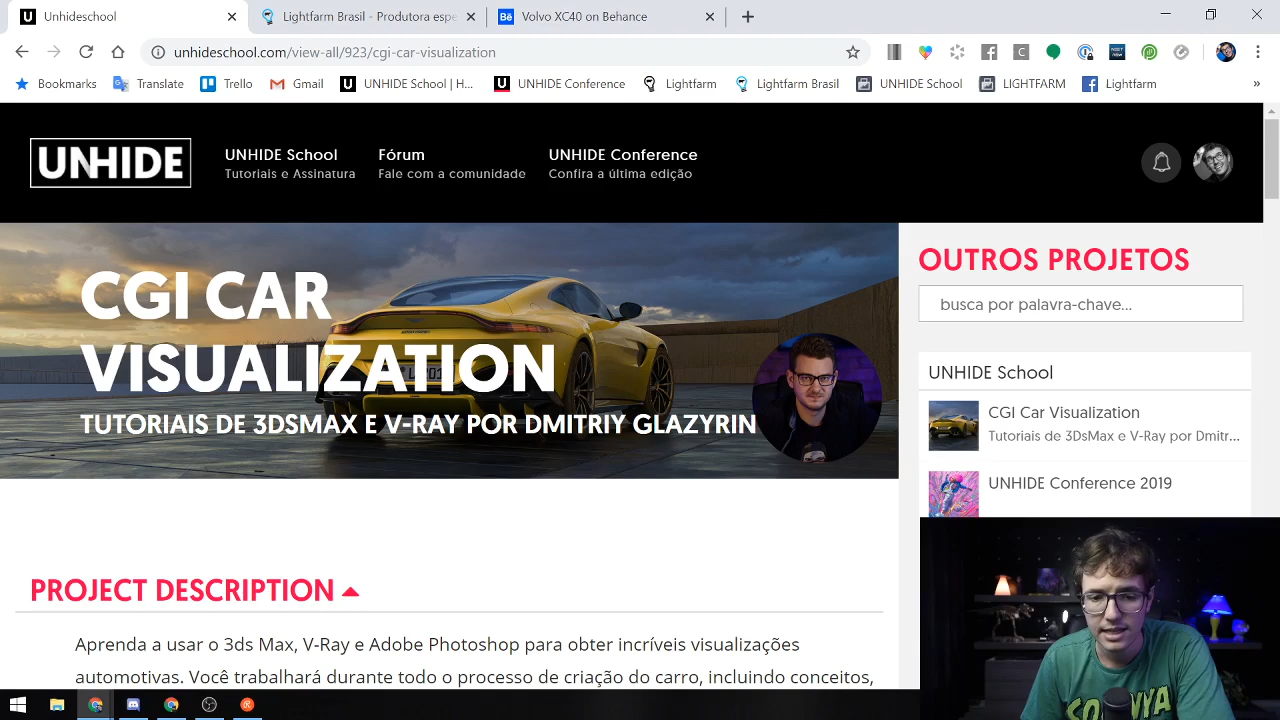 Unhideschool
Lightfarm Brasil - Produtora espe
Volvo XC40 on Behance
unhideschool.com/view-all/923/cgi-car-visualization
Bookmarks
Translate
Trello
Gmail
UNHIDE School | H...
UNHIDE Conference
Lightfarm
Lightfarm Brasil
UNHIDE School
LIGHTFARM
Lightfarm
UNHIDE
UNHIDE School
Tutoriais e Assinatura
Fórum
Fale com a comunidade
UNHIDE Conference
Confira a última edição
CGI CAR
VISUALIZATION
TUTORIAIS DE 3DSMAX E V-RAY POR DMITRIY GLAZYRIN
OUTROS PROJETOS
busca por palavra-chave...
UNHIDE School
CGI Car Visualization
Tutoriais de 3DsMax e V-Ray por Dmitr...
UNHIDE Conference 2019
PROJECT DESCRIPTION
Aprenda a usar o 3ds Max, V-Ray e Adobe Photoshop para obter incríveis visualizações
automotivas. Você trabalhará durante todo o processo de criação do carro, incluindo conceitos,